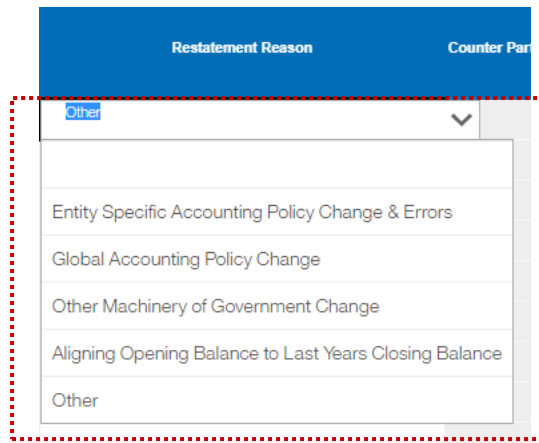 Restatement Reason
Counter Par
Other
Entity Specific Accounting Policy Change & Errors
Global Accounting Policy Change
Other Machinery of Government Change
Aligning Opening Balance to Last Years Closing Balance
Other